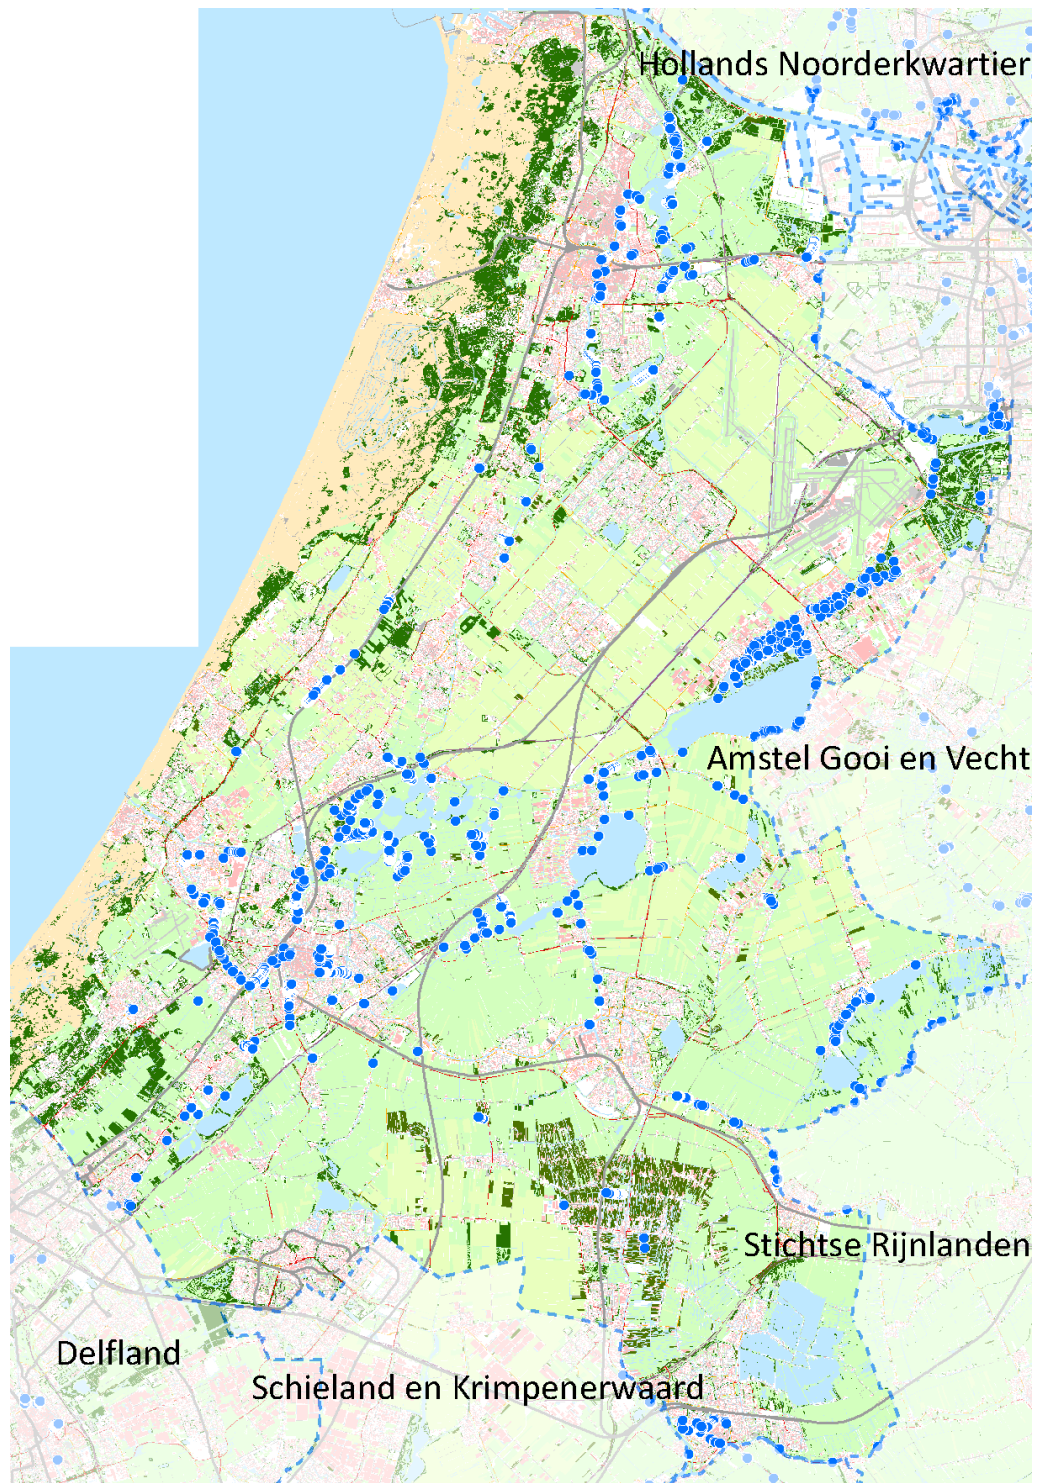 Hollands Noorderkwartier
Amstel Gooi en Vecht
Stichtse Rijnlanden
Delfland
Schieland en Krimpenerwaard